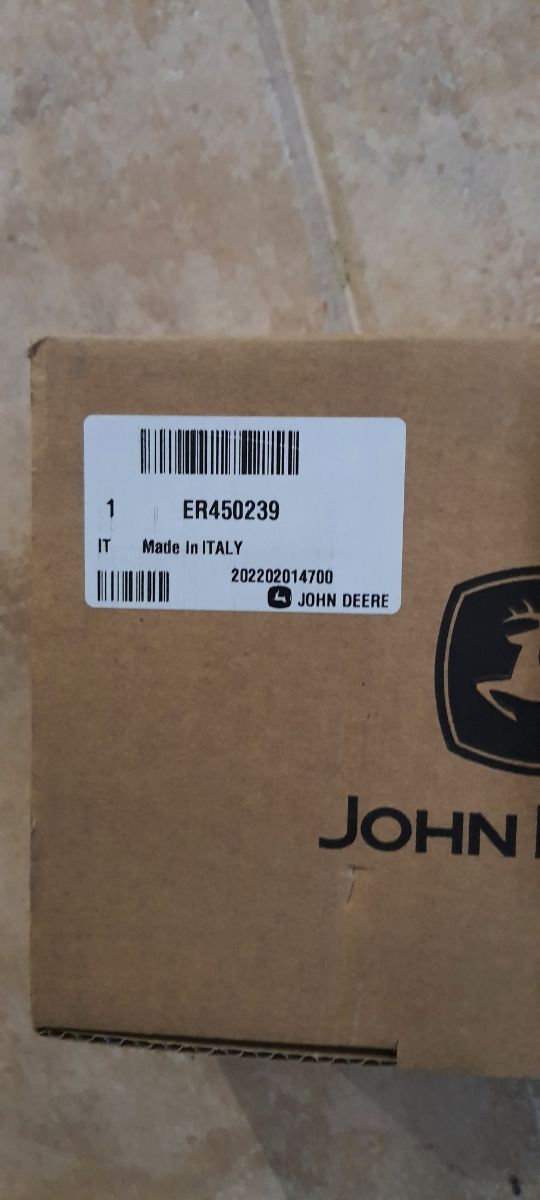 1 ER450239
IT Made in ITALY
202202014700
JOHN DEERE
JOHN